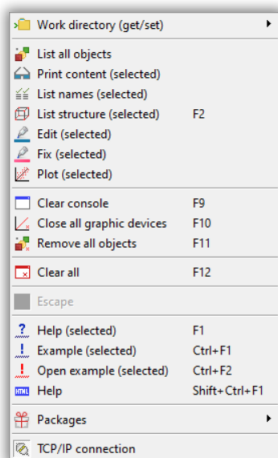 Work directory (get/set)
List all objects
Print content (selected)
List names (selected)
List structure (selected) F2
Edit (selected)
Fix (selected)
Plot (selected)
Clear console F9
Close all graphic devices F10
Remove all objects F11
Clear all F12
Escape
Help (selected) F1
Example (selected) Ctrl+F1
Open example (selected) Ctrl+F2
HTML Help Shift+Ctrl+F1
Packages
TCP/IP connection